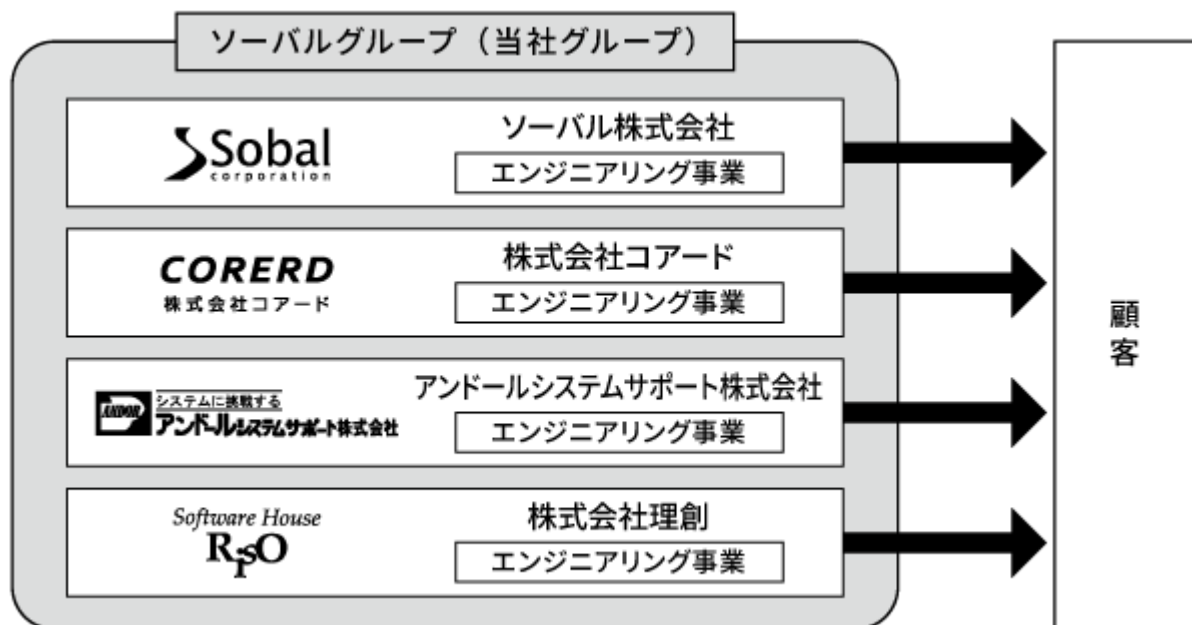 ソーバルグループ（当社グループ）
Sobal
corporation
ソーバル株式会社
エンジニアリング事業
CORERD
株式会社コアード
株式会社コアード
エンジニアリング事業
ANDOR
システムに挑戦する
アンドールシステムサポート株式会社
アンドールシステムサポート株式会社
エンジニアリング事業
Software House
RisO
株式会社理創
エンジニアリング事業
顧客